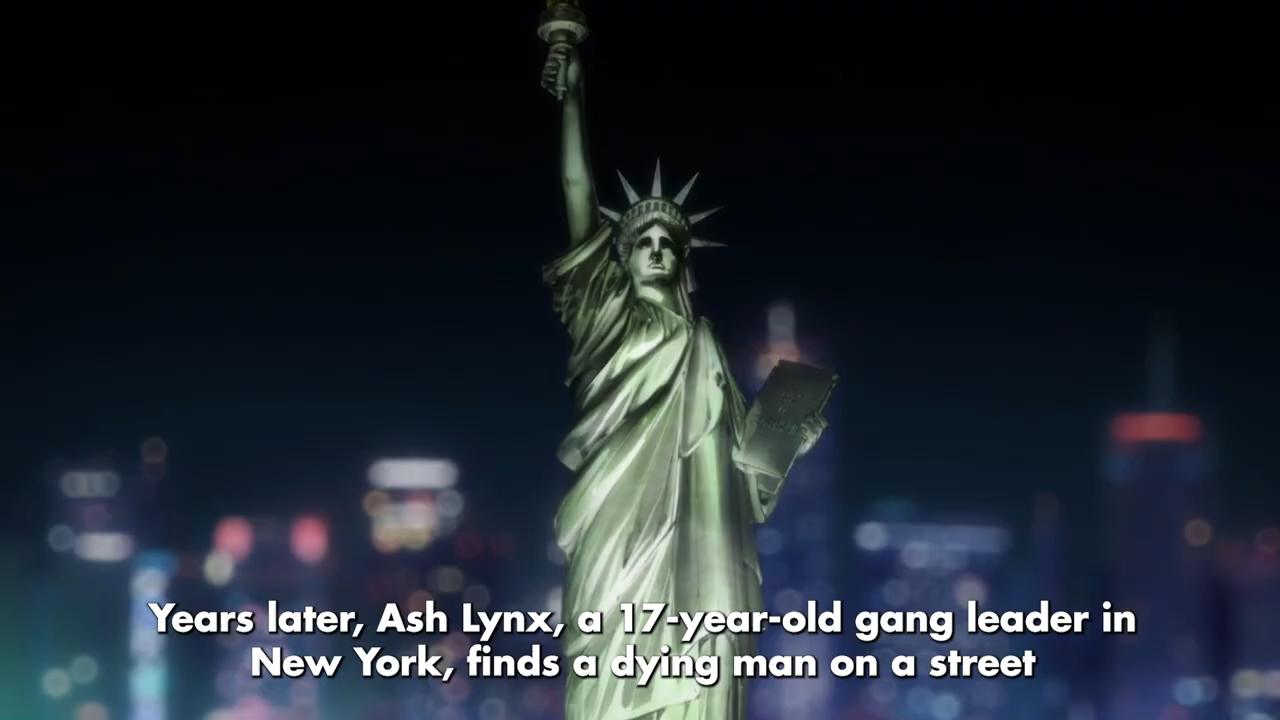 Years later, Ash Lynx, a 17-year-old gang leader in
New York, finds a dying man on a street